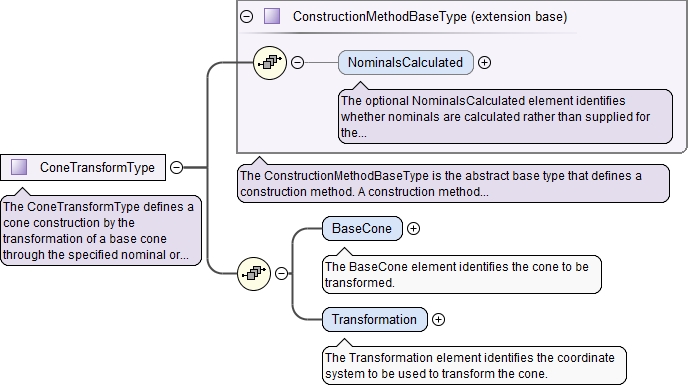 ConstructionMethodBaseType (extension base)
NominalsCalculated
The optional NominalsCalculated element identifies
whether nominals are calculated rather than supplied for
the...
ConeTransformType
The ConeTransformType defines a
cone construction by the
transformation of a base cone
through the specified nominal or...
The ConstructionMethodBaseType is the abstract base type that defines a
construction method. A construction method...
BaseCone
The BaseCone element identifies the cone to be
transformed.
Transformation
The Transformation element identifies the coordinate
system to be used to transform the cone.